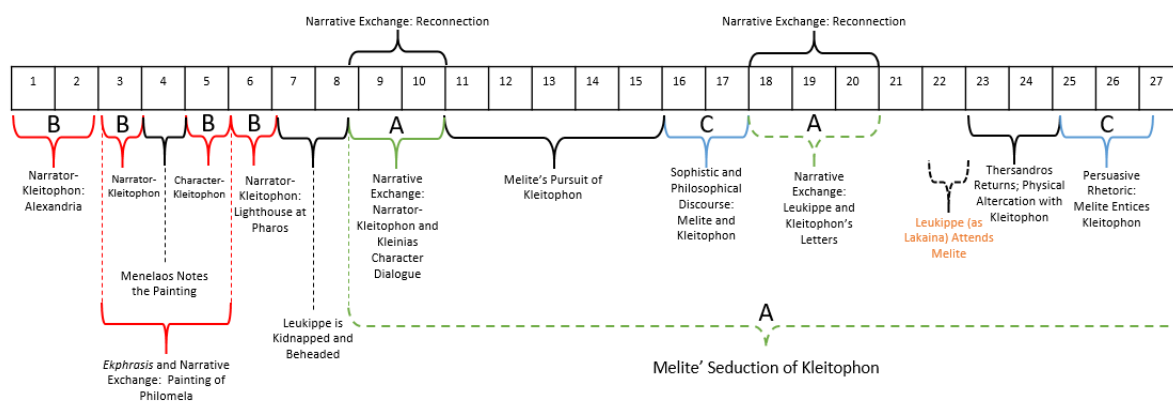 Narrative Exchange: Reconnection
Narrative Exchange: Reconnection
1 2 3 4 5 6 7 8 9 10 11 12 13 14 15 16 17 18 19 20 21 22 23 24 25 26 27
B
B
B
B
A
C
A
C
Narrator-
Kleitophon:
Alexandria
Narrator-
Kleitophon
Character-
Kleitophon
Narrator-
Kleitophon:
Lighthouse at
Pharos
Narrative
Exchange:
Narrator-
Kleitophon and
Kleinias
Character
Dialogue
Melite’s Pursuit of
Kleitophon
Sophistic and
Philosophical
Discourse:
Melite and
Kleitophon
Narrative
Exchange:
Leukippe and
Kleitophon’s
Letters
Leukippe (as
Lakaina) Attends
Melite
Thersandros
Returns; Physical
Altercation with
Kleitophon
Persuasive
Rhetoric:
Melite Entices
Kleitophon
Menelaos Notes
the Painting
Leukippe is
Kidnapped and
Beheaded
A
Ekphrasis and Narrative
Exchange: Painting of
Philomela
Melite’ Seduction of Kleitophon